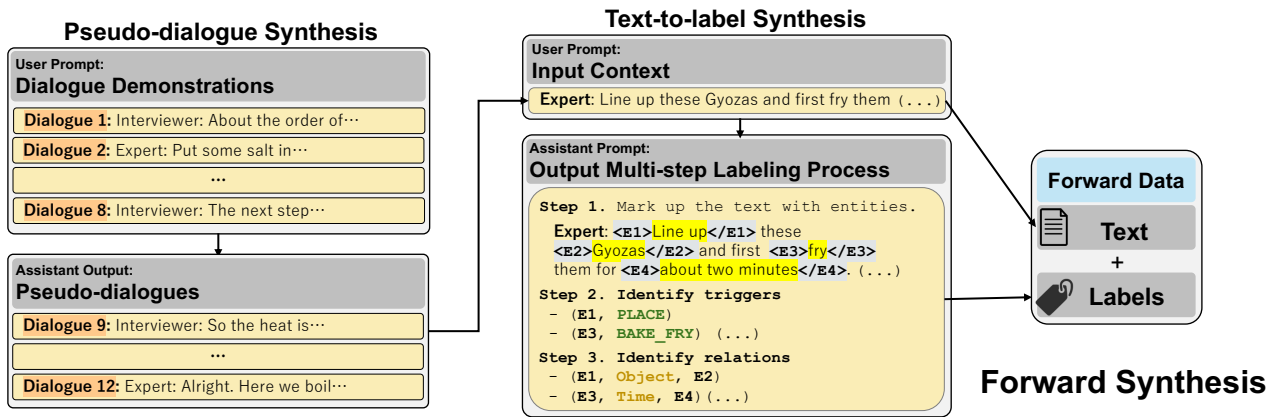 Pseudo-dialogue Synthesis
User Prompt:
Dialogue Demonstrations
Dialogue 1: Interviewer: About the order of⋯
Dialogue 2: Expert: Put some salt in⋯
⋯
Dialogue 8: Interviewer: The next step⋯
Assistant Output:
Pseudo-dialogues
Dialogue 9: Interviewer: So the heat is⋯
⋯
Dialogue 12: Expert: Alright. Here we boil⋯
Text-to-label Synthesis
User Prompt:
Input Context
Expert: Line up these Gyozas and first fry them (...)
Assistant Prompt:
Output Multi-step Labeling Process
Step 1. Mark up the text with entities.
Expert: <E1>Line up</E1> these
<E2>Gyozas</E2> and first <E3>fry</E3>
them for <E4>about two minutes</E4>. (...)
Step 2. Identify triggers
- (E1, PLACE)
- (E3, BAKE_FRY) (...)
Step 3. Identify relations
- (E1, Object, E2)
- (E3, Time, E4)(...)
Forward Data
Text
+
Labels
Forward Synthesis